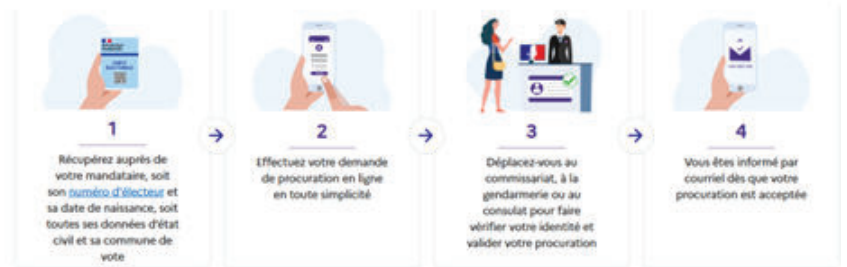 1
Récupérez auprès de
votre mandataire, soit
son numéro d'électeur et
sa date de naissance, soit
toutes ses données d'état
civil et sa commune de
vote
2
Effectuez votre demande
de procuration en ligne
en toute simplicité
3
Déplacez-vous au
commissariat, à la
gendarmerie ou au
consulat pour faire
vérifier votre identité et
valider votre procuration
4
Vous êtes informé par
courriel dès que votre
procuration est acceptée